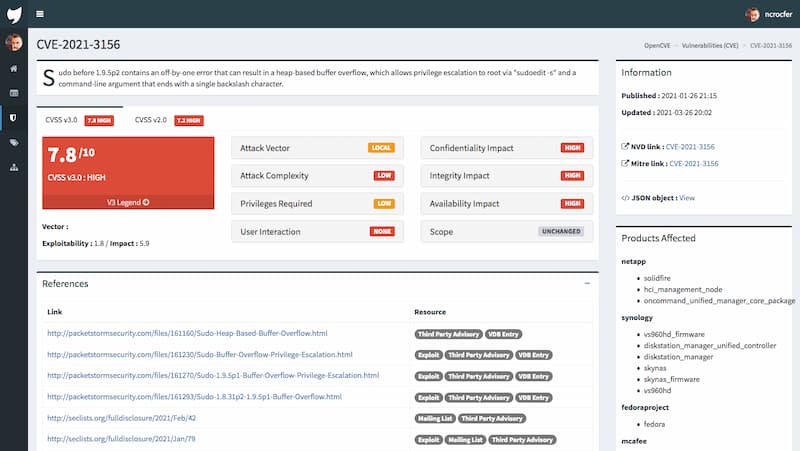 ncrocfer
CVE-2021-3156
OpenCVE Vulnerabilities (CVE) CVE-2021-3156
Sudo before 1.9.5p2 contains an off-by-one error that can result in a heap-based buffer overflow, which allows privilege escalation to root via "sudoedit -s" and a
command-line argument that ends with a single backslash character.
CVSS v3.0 7.8 HIGH CVSS v2.0 7.2 HIGH
7.8 /10
CVSS v3.0 : HIGH
V3 Legend
Vector :
Exploitability : 1.8 / Impact : 5.9
Attack Vector LOCAL
Attack Complexity LOW
Privileges Required LOW
User Interaction NONE
Confidentiality Impact HIGH
Integrity Impact HIGH
Availability Impact HIGH
Scope UNCHANGED
References
Link Resource
http://packetstormsecurity.com/files/161160/Sudo-Heap-Based-Buffer-Overflow.html Third Party Advisory VDB Entry
http://packetstormsecurity.com/files/161230/Sudo-Buffer-Overflow-Privilege-Escalation.html Exploit Third Party Advisory VDB Entry
http://packetstormsecurity.com/files/161270/Sudo-1.9.5p1-Buffer-Overflow-Privilege-Escalation.html Exploit Third Party Advisory VDB Entry
http://packetstormsecurity.com/files/161293/Sudo-1.8.31p2-1.9.5p1-Buffer-Overflow.html Exploit Third Party Advisory VDB Entry
http://seclists.org/fulldisclosure/2021/Feb/42 Mailing List Third Party Advisory
http://seclists.org/fulldisclosure/2021/Jan/79 Exploit Mailing List Third Party Advisory
Information
Published : 2021-01-26 21:15
Updated : 2021-03-26 20:02
NVD link : CVE-2021-3156
Mitre link : CVE-2021-3156
</> JSON object : View
Products Affected
netapp
solidfire
hci_management_node
oncommand_unified_manager_core_package
synology
vs960hd_firmware
diskstation_manager_unified_controller
diskstation_manager
skynas
skynas_firmware
vs960hd
fedoraproject
fedora
mcafee